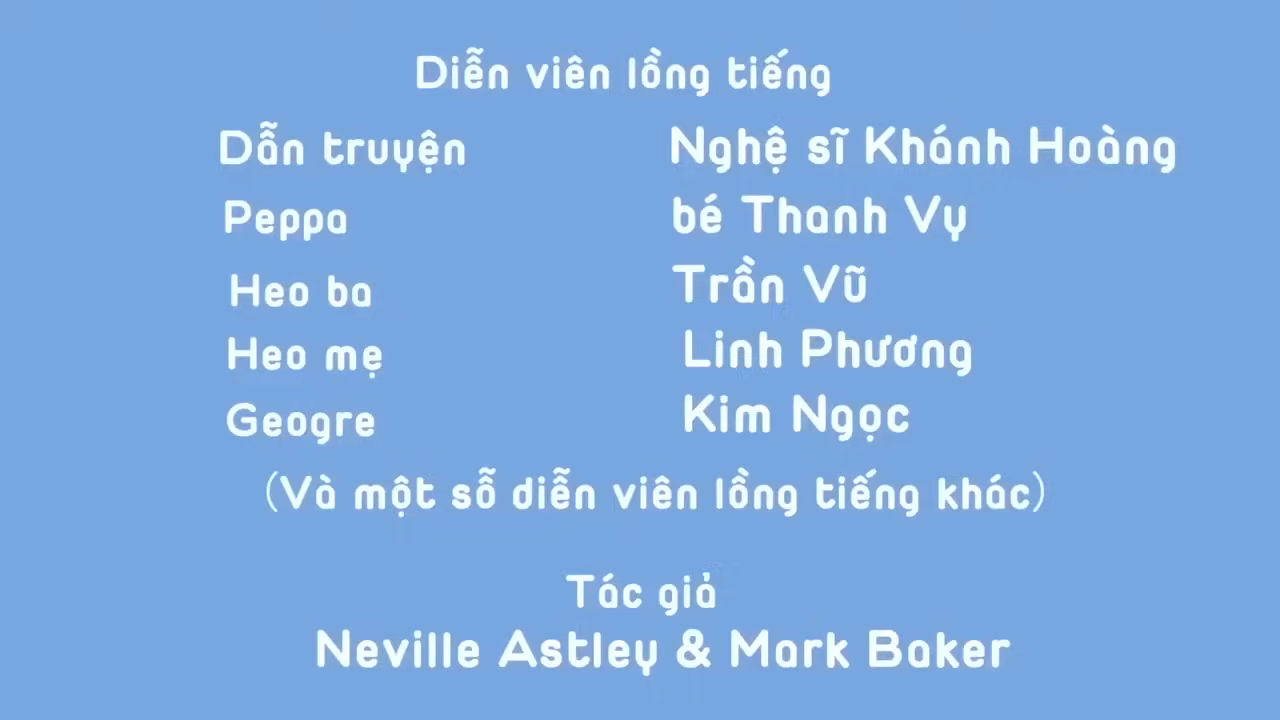 Diễn viên lồng tiếng
Dẫn truyện Nghệ sĩ Khánh Hoàng
Peppa bé Thanh Vy
Heo ba Trần Vũ
Heo mẹ Linh Phương
Geogre Kim Ngọc
(Và một sỗ diễn viên lồng tiếng khác)
Tác giả
Neville Astley & Mark Baker